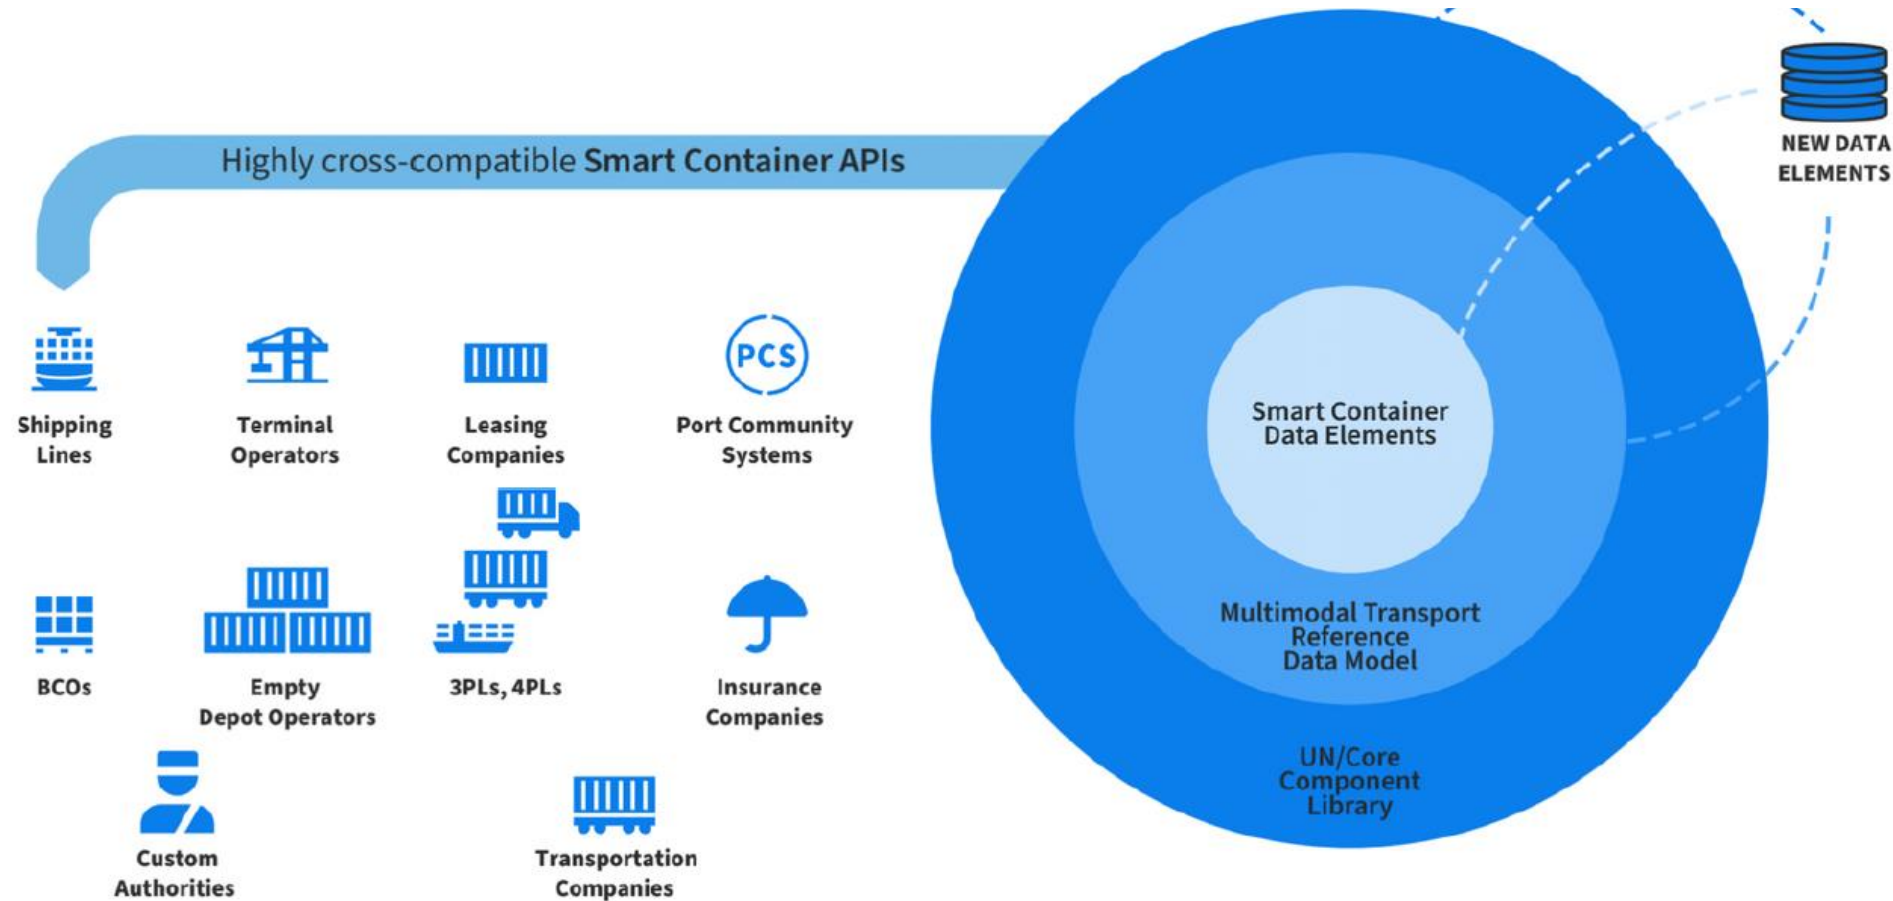 Highly cross-compatible Smart Container APIs
NEW DATA
ELEMENTS
Shipping
Lines
Terminal
Operators
Leasing
Companies
PCS
Port Community
Systems
BCOs
Empty
Depot Operators
3PLs, 4PLs
Insurance
Companies
Custom
Authorities
Transportation
Companies
Smart Container
Data Elements
Multimodal Transport
Reference
Data Model
UN/Core
Component
Library